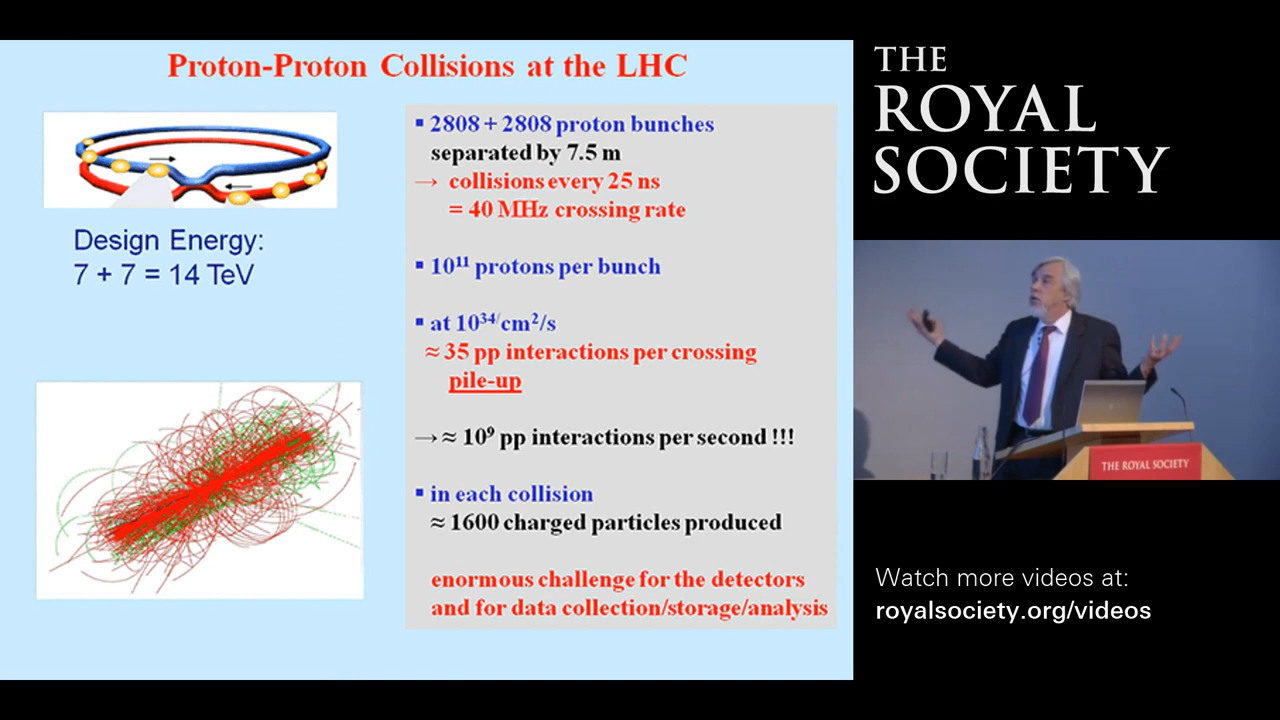 Proton-Proton Collisions at the LHC
Design Energy:
7 + 7 = 14 TeV
▪ 2808 + 2808 proton bunches
separated by 7.5 m
→ collisions every 25 ns
= 40 MHz crossing rate
▪ 10¹¹ protons per bunch
▪ at 10³⁴/cm²/s
≈ 35 pp interactions per crossing
pile-up
→ ≈ 10⁹ pp interactions per second !!!
▪ in each collision
≈ 1600 charged particles produced
enormous challenge for the detectors
and for data collection/storage/analysis
THE
ROYAL
SOCIETY
THE ROYAL SOCIETY
Watch more videos at:
royalsociety.org/videos